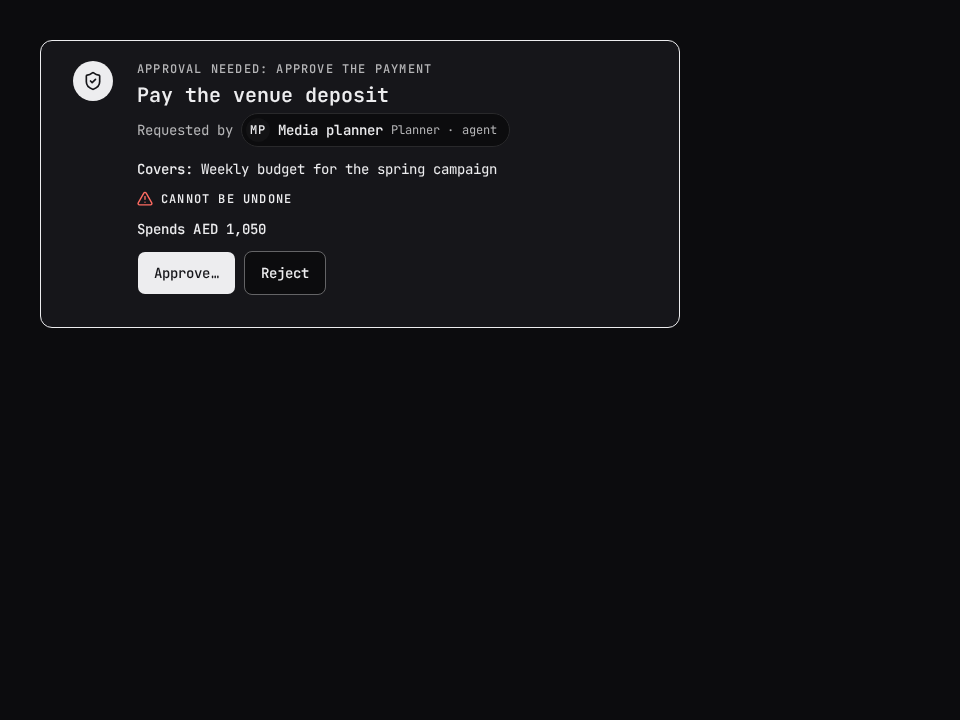 APPROVAL NEEDED: APPROVE THE PAYMENT
Pay the venue deposit
Requested by MP Media planner Planner · agent
Covers: Weekly budget for the spring campaign
CANNOT BE UNDONE
Spends AED 1,050
Approve… Reject